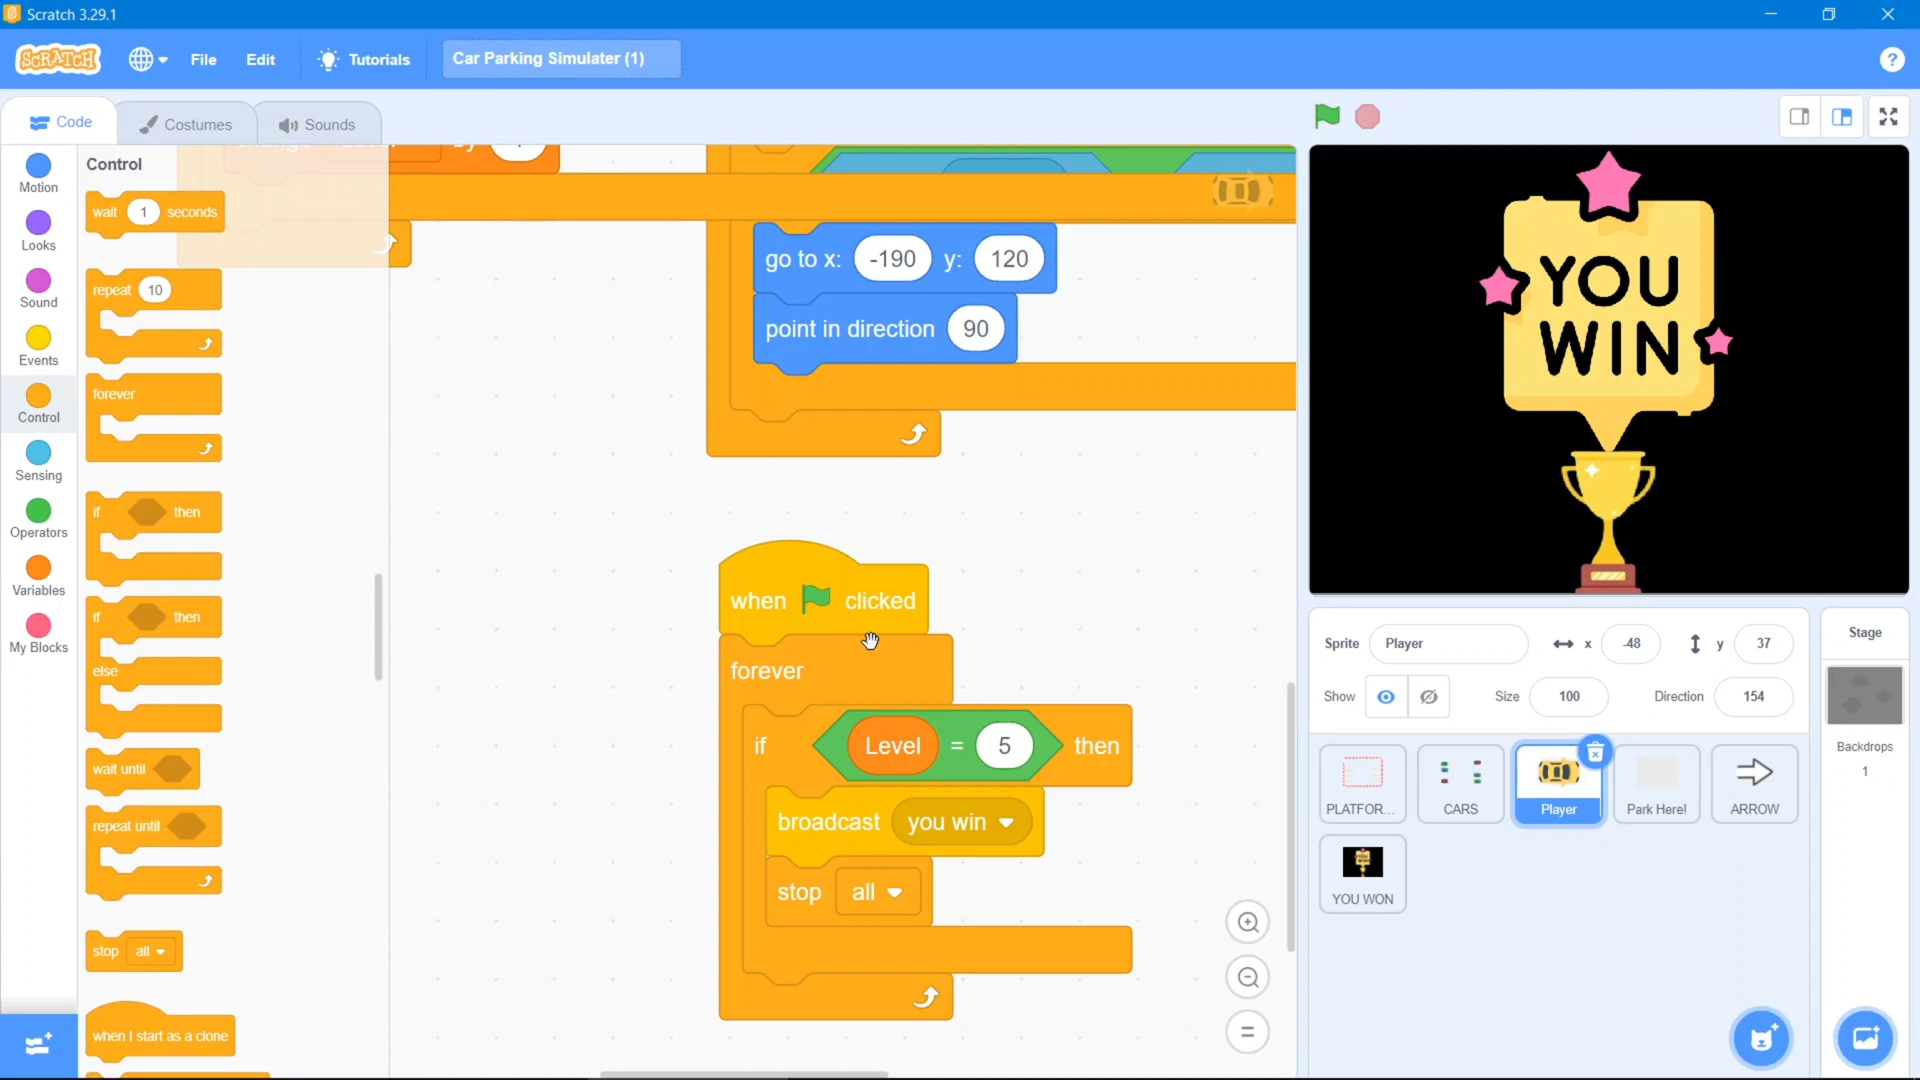 Scratch 3.29.1
SCRATCH File Edit Tutorials Car Parking Simulater (1) ?
Code Costumes Sounds
Motion
Looks
Sound
Events
Control
Sensing
Operators
Variables
My Blocks
Control
wait 1 seconds
repeat 10
forever
if then
if then
else
wait until
repeat until
stop all
when I start as a clone
go to x: -190 y: 120
point in direction 90
when clicked
forever
if Level = 5 then
broadcast you win
stop all
YOU
WIN
Sprite Player x -48 y 37
Show Size 100 Direction 154
PLATFOR... CARS Player Park Here! ARROW
YOU WON
Stage
Backdrops
1